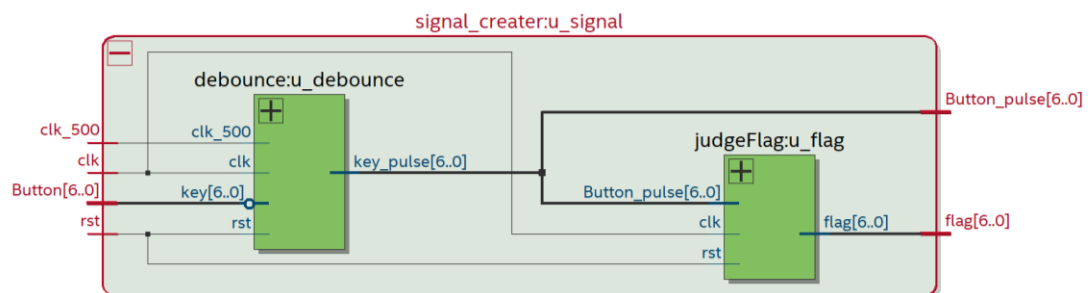 signal_creater:u_signal
debounce:u_debounce
clk_500
clk
Button[6..0]
rst
clk_500
clk
key[6..0]
rst
key_pulse[6..0]
judgeFlag:u_flag
Button_pulse[6..0]
clk
rst
flag[6..0]
Button_pulse[6..0]
flag[6..0]